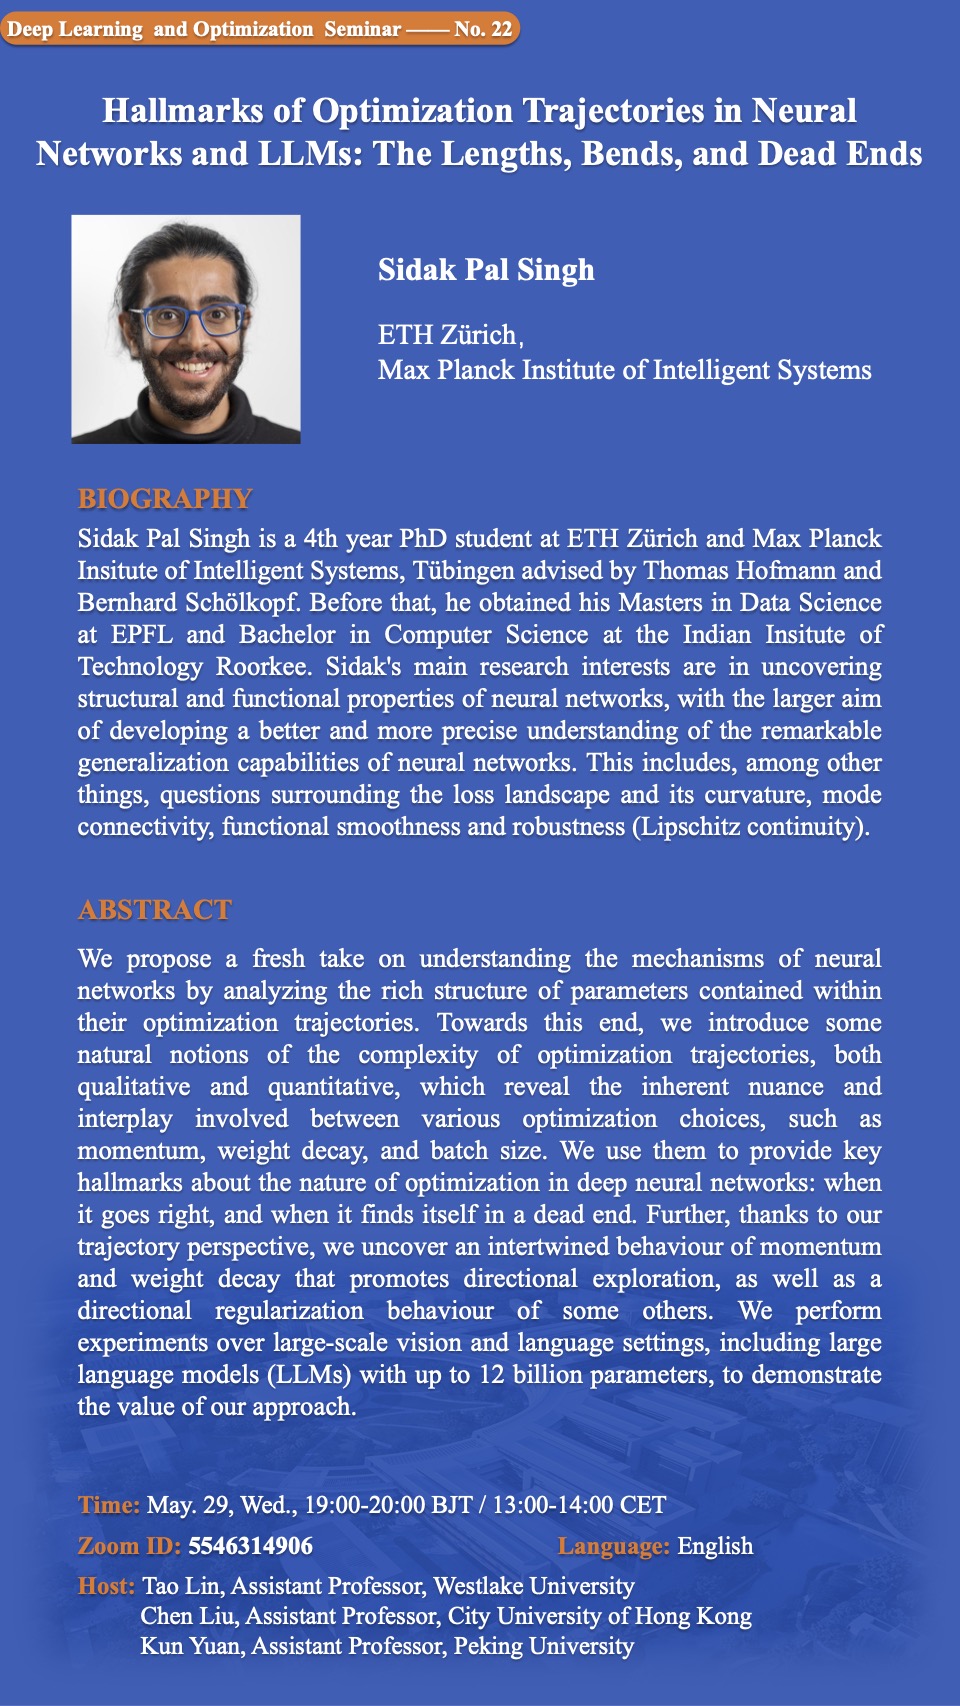 Deep Learning and Optimization Seminar —— No. 22
Hallmarks of Optimization Trajectories in Neural
Networks and LLMs: The Lengths, Bends, and Dead Ends
Sidak Pal Singh
ETH Zürich,
Max Planck Institute of Intelligent Systems
BIOGRAPHY
Sidak Pal Singh is a 4th year PhD student at ETH Zürich and Max Planck
Insitute of Intelligent Systems, Tübingen advised by Thomas Hofmann and
Bernhard Schölkopf. Before that, he obtained his Masters in Data Science
at EPFL and Bachelor in Computer Science at the Indian Insitute of
Technology Roorkee. Sidak's main research interests are in uncovering
structural and functional properties of neural networks, with the larger aim
of developing a better and more precise understanding of the remarkable
generalization capabilities of neural networks. This includes, among other
things, questions surrounding the loss landscape and its curvature, mode
connectivity, functional smoothness and robustness (Lipschitz continuity).
ABSTRACT
We propose a fresh take on understanding the mechanisms of neural
networks by analyzing the rich structure of parameters contained within
their optimization trajectories. Towards this end, we introduce some
natural notions of the complexity of optimization trajectories, both
qualitative and quantitative, which reveal the inherent nuance and
interplay involved between various optimization choices, such as
momentum, weight decay, and batch size. We use them to provide key
hallmarks about the nature of optimization in deep neural networks: when
it goes right, and when it finds itself in a dead end. Further, thanks to our
trajectory perspective, we uncover an intertwined behaviour of momentum
and weight decay that promotes directional exploration, as well as a
directional regularization behaviour of some others. We perform
experiments over large-scale vision and language settings, including large
language models (LLMs) with up to 12 billion parameters, to demonstrate
the value of our approach.
Time: May. 29, Wed., 19:00-20:00 BJT / 13:00-14:00 CET
Zoom ID: 5546314906 Language: English
Host: Tao Lin, Assistant Professor, Westlake University
Chen Liu, Assistant Professor, City University of Hong Kong
Kun Yuan, Assistant Professor, Peking University